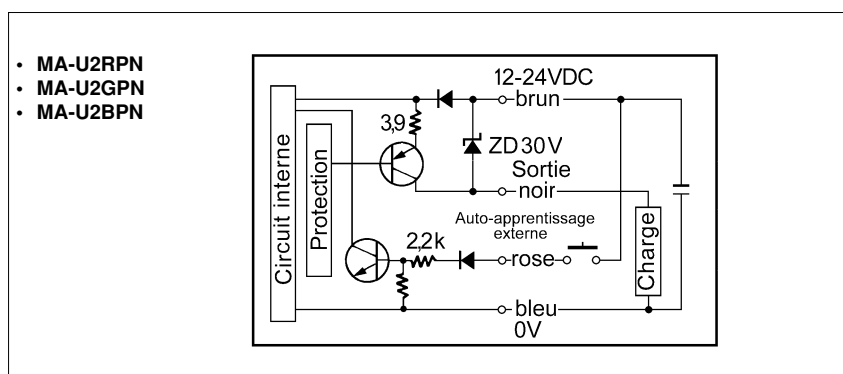 • MA-U2RPN
• MA-U2GPN
• MA-U2BPN
12-24VDC
brun
3,9
ZD 30 V
Sortie
noir
Circuit interne
Protection
Auto-apprentissage
externe
2,2k
rose
Charge
bleu
0V